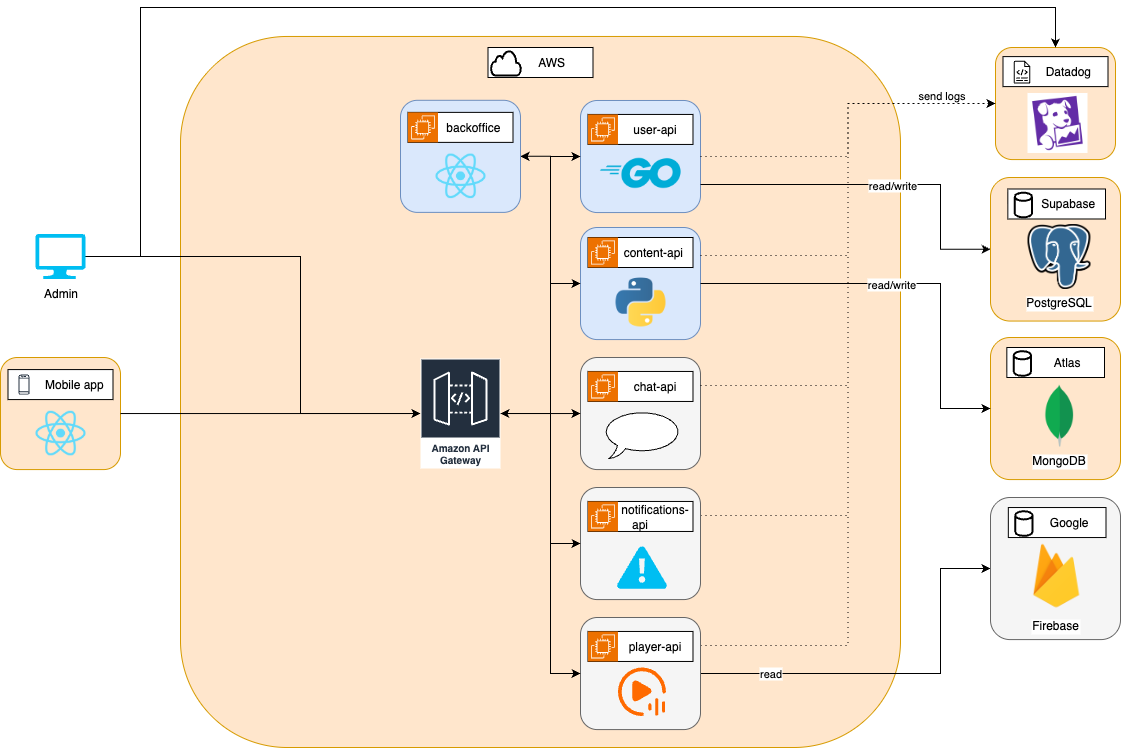 AWS
Datadog
send logs
backoffice
user-api
GO
read/write
Supabase
PostgreSQL
content-api
read/write
Admin
Mobile app
Amazon API
Gateway
chat-api
Atlas
MongoDB
notifications-
api
Google
Firebase
player-api
read